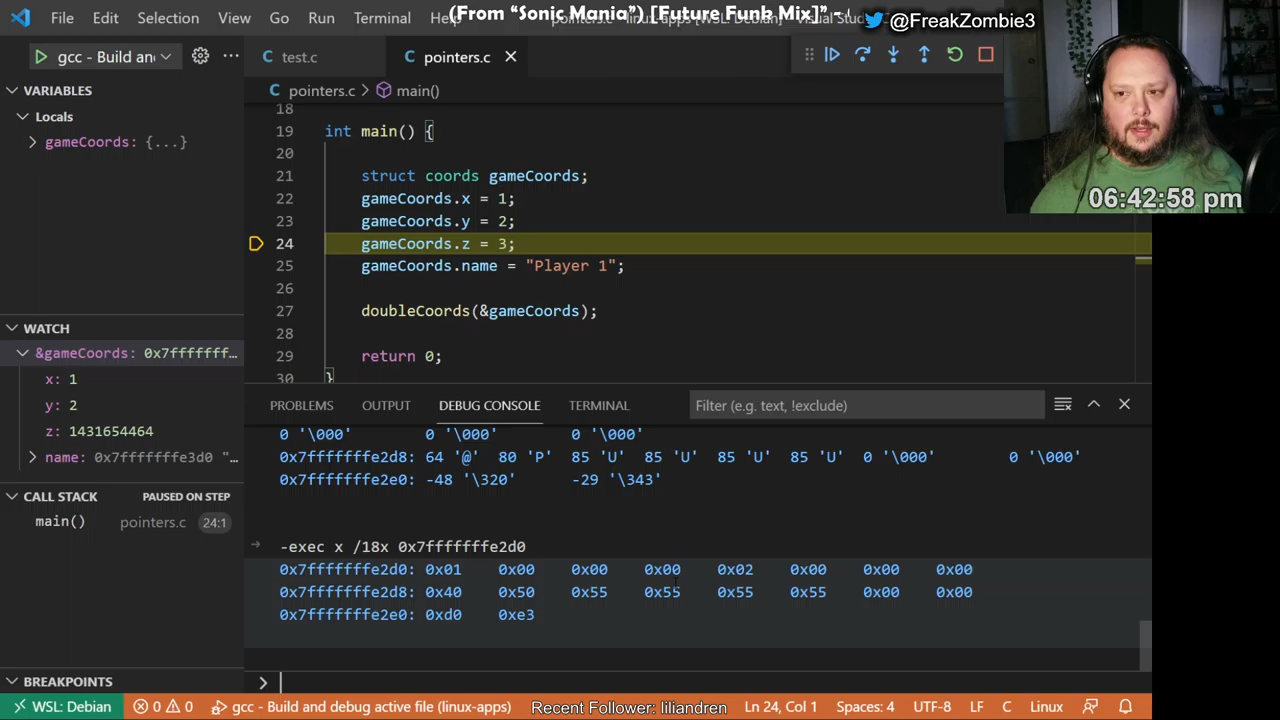 (From “Sonic Mania”) [Future Funb Mix]” -
@FreakZombie3
File Edit Selection View Go Run Terminal
gcc - Build an
test.c
pointers.c
VARIABLES
pointers.c > main()
Locals
gameCoords: {...}
18
19 int main() {
20
21 struct coords gameCoords;
22 gameCoords.x = 1;
23 gameCoords.y = 2;
24 gameCoords.z = 3;
25 gameCoords.name = "Player 1";
26
27 doubleCoords(&gameCoords);
28
29 return 0;
30 }
06:42:58 pm
WATCH
&gameCoords: 0x7fffffff…
x: 1
y: 2
z: 1431654464
name: 0x7fffffffe3d0 "…
CALL STACK PAUSED ON STEP
main() pointers.c 24:1
BREAKPOINTS
PROBLEMS OUTPUT DEBUG CONSOLE TERMINAL Filter (e.g. text, !exclude)
0 '\000' 0 '\000' 0 '\000'
0x7fffffffe2d8: 64 '@' 80 'P' 85 'U' 85 'U' 85 'U' 85 'U' 0 '\000' 0 '\000'
0x7fffffffe2e0: -48 '\320' -29 '\343'
-exec x /18x 0x7fffffffe2d0
0x7fffffffe2d0: 0x01 0x00 0x00 0x00 0x02 0x00 0x00 0x00
0x7fffffffe2d8: 0x40 0x50 0x55 0x55 0x55 0x55 0x00 0x00
0x7fffffffe2e0: 0xd0 0xe3
>
WSL: Debian 0 0 gcc - Build and debug active file (linux-apps) Recent Follower: liliandren Ln 24, Col 1 Spaces: 4 UTF-8 LF C Linux